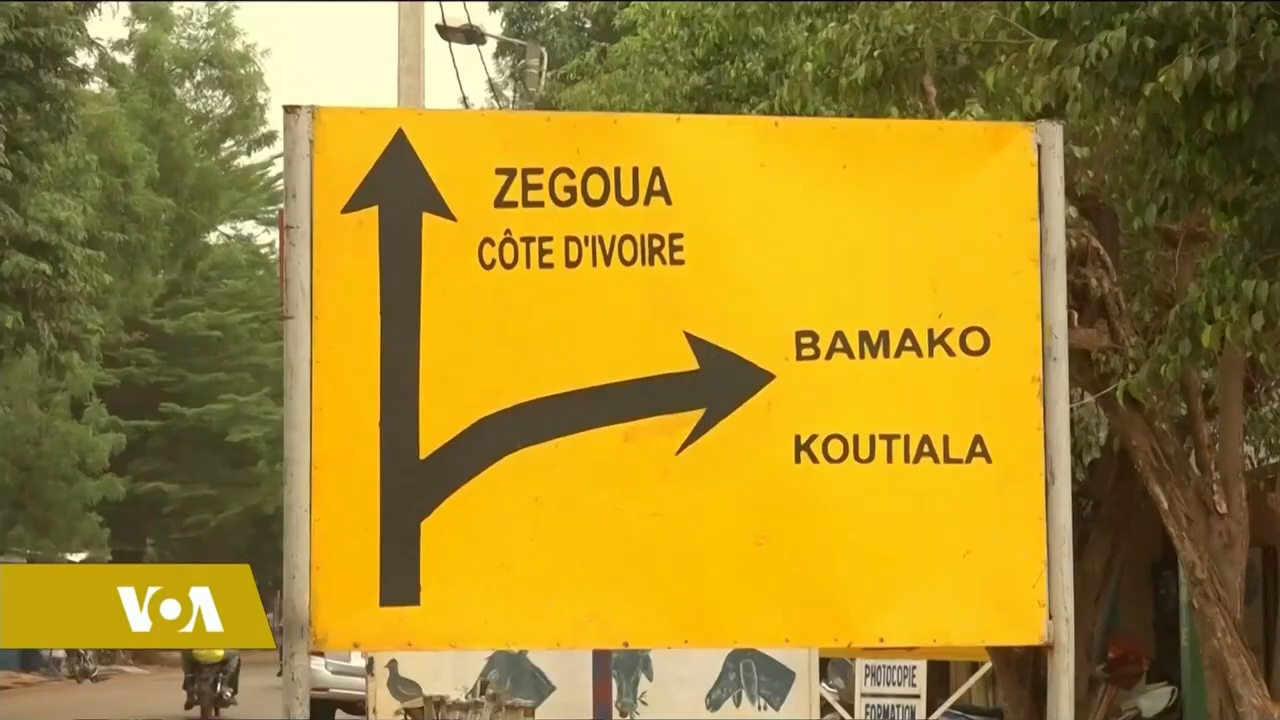 ZEGOUA
CÔTE D'IVOIRE
BAMAKO
KOUTIALA
VOA
PHOTOCOPIE
FORMATION